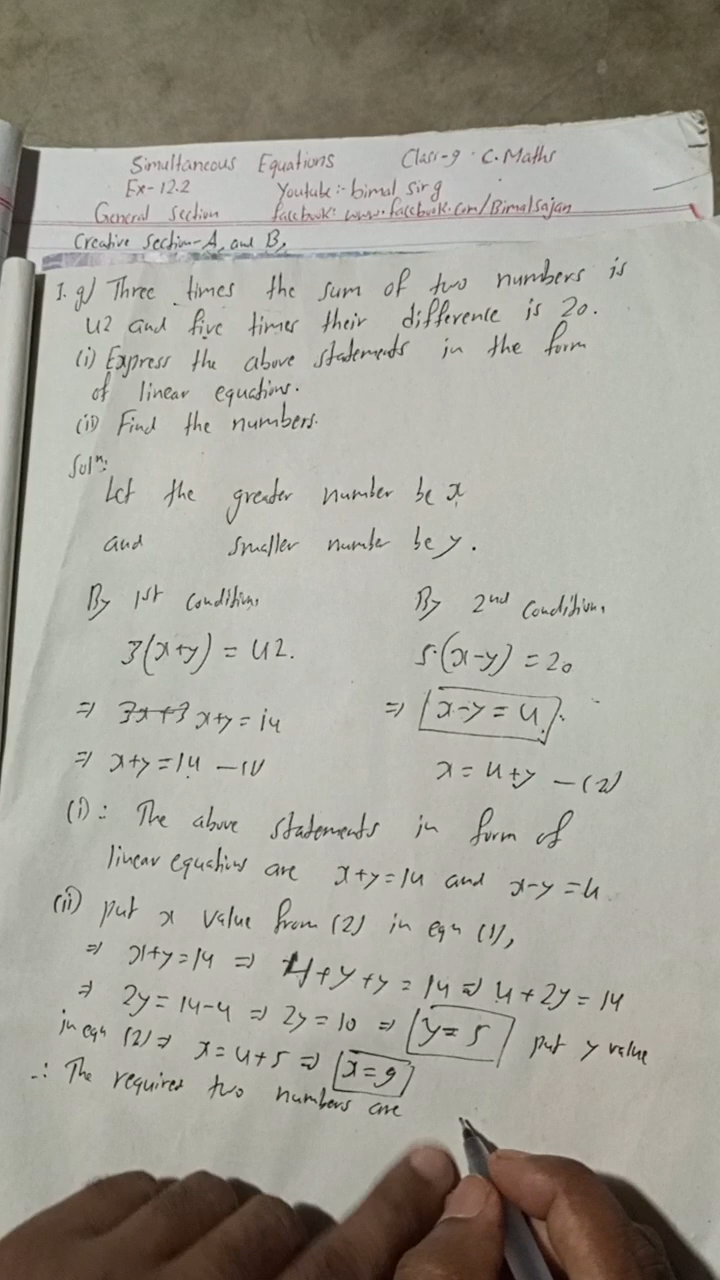 Simultaneous Equations Class-9 C. Maths
Ex-12.2 Youtube:- bimal sir g
General Section facebook: www.facebook.com/Bimalsajan
Creative Section-A, and B,
1. g) Three times the sum of two numbers is
42 and five times their difference is 20.
(i) Express the above statements in the form
of linear equations.
(ii) Find the numbers.
Solⁿ:
Let the greater number be x
and smaller number be y.
By 1st condition, By 2nd condition,
3(x+y) = 42. 5(x-y) = 20
⇒ 3x+3 x+y = 14 ⇒ x-y = 4.
⇒ x+y = 14 -(1) x = 4+y -(2)
(i) ∴ The above statements in form of
linear equations are x+y = 14 and x-y = 4.
(ii) put x value from (2) in eqn (1),
⇒ x+y = 14 ⇒ 4+y+y = 14 ⇒ 4+2y = 14
⇒ 2y = 14-4 ⇒ 2y = 10 ⇒ y = 5 put y value
in eqn (2) ⇒ x = 4+5 ⇒ x = 9
∴ The required two numbers are